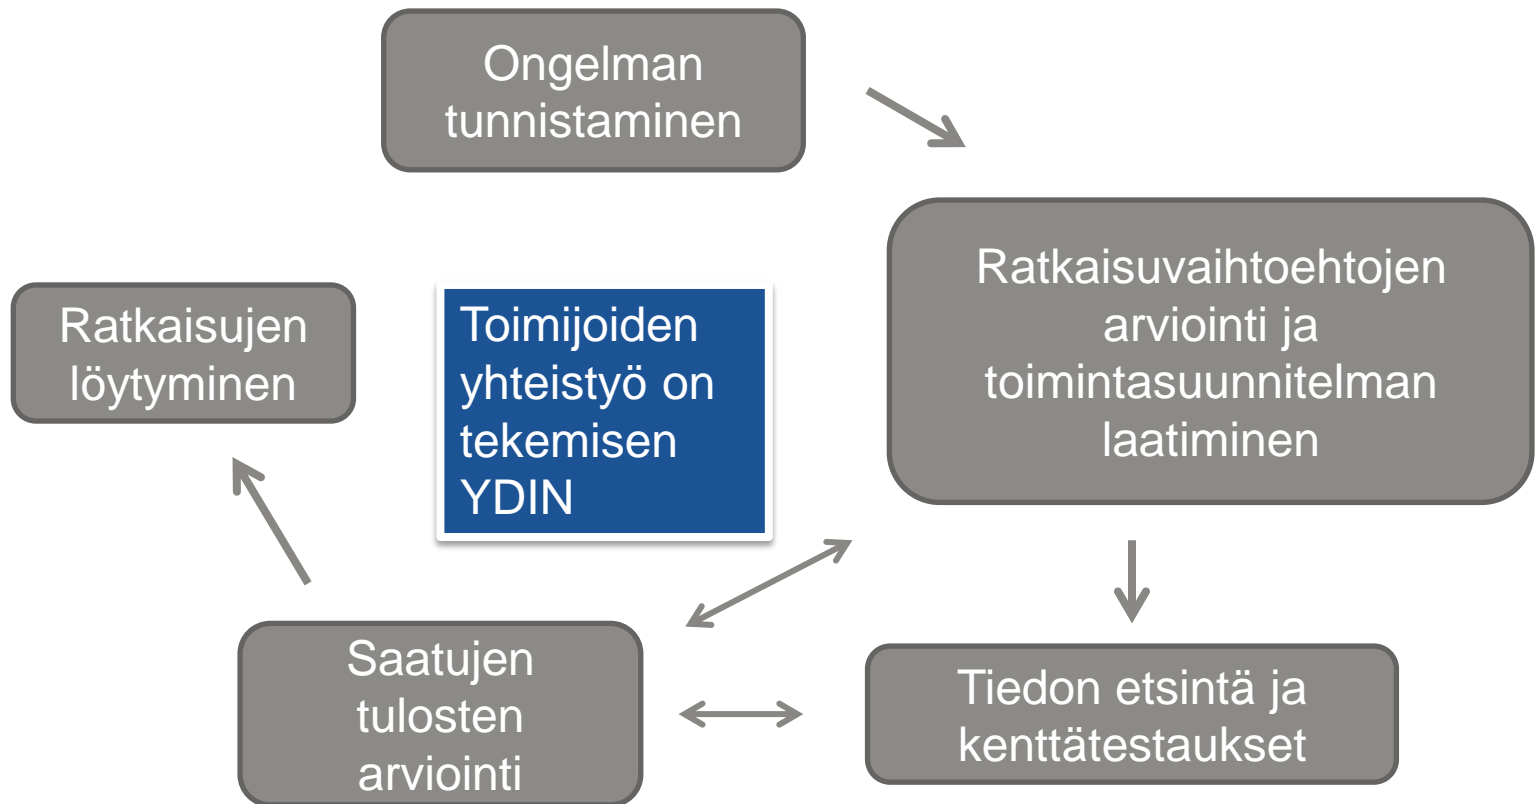 Ongelman
tunnistaminen
Ratkaisuvaihtoehtojen
arviointi ja
toimintasuunnitelman
laatiminen
Ratkaisujen
löytyminen
Toimijoiden
yhteistyö on
tekemisen
YDIN
Saatujen
tulosten
arviointi
Tiedon etsintä ja
kenttätestaukset